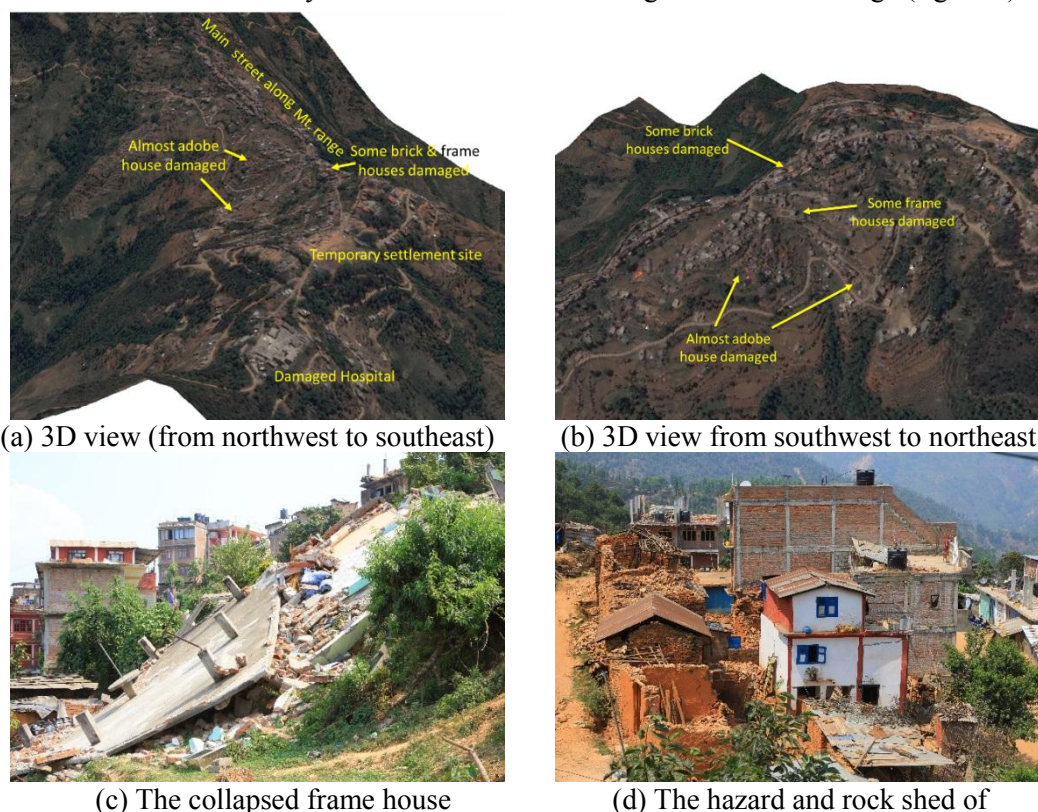 Main street along Mt. range
Almost adobe
house damaged
Some brick & frame
houses damaged
Temporary settlement site
Damaged Hospital
Some brick
houses damaged
Some frame
houses damaged
Almost adobe
house damaged
(a) 3D view (from northwest to southeast)
(b) 3D view from southwest to northeast
(c) The collapsed frame house
(d) The hazard and rock shed of